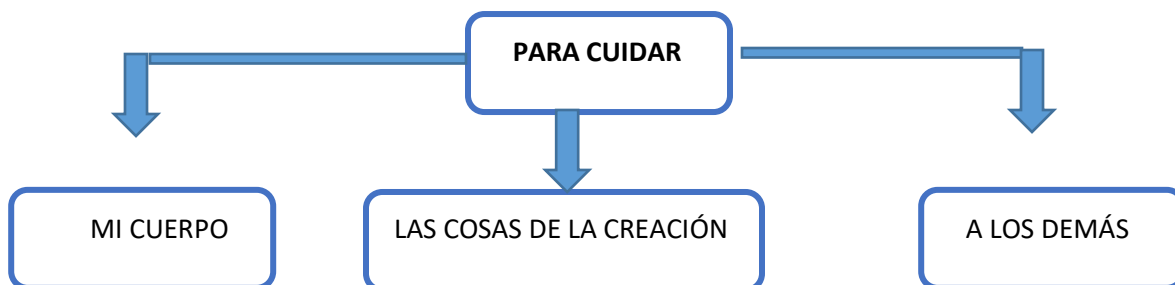 PARA CUIDAR
MI CUERPO
LAS COSAS DE LA CREACIÓN
A LOS DEMÁS